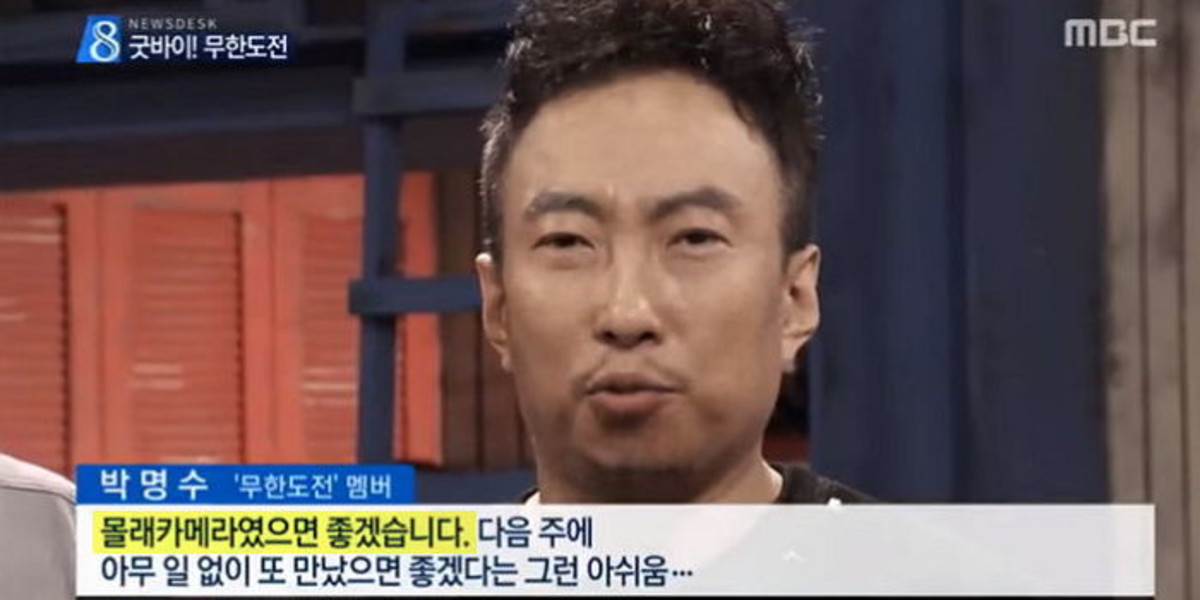 8 NEWSDESK
굿바이! 무한도전
MBC
박명수 '무한도전' 멤버
몰래카메라였으면 좋겠습니다. 다음 주에
아무 일 없이 또 만났으면 좋겠다는 그런 아쉬움···